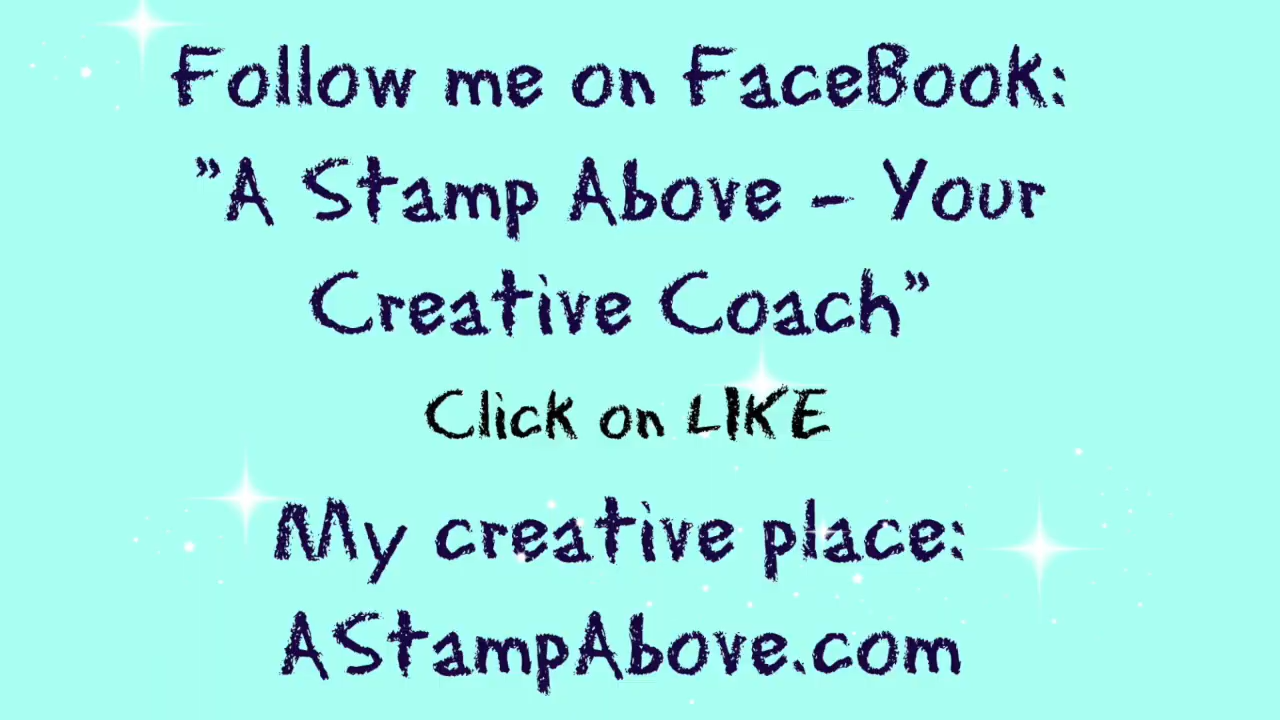 Follow me on FaceBook:
"A Stamp Above - Your
Creative Coach"
Click on LIKE
My creative place:
AStampAbove.com